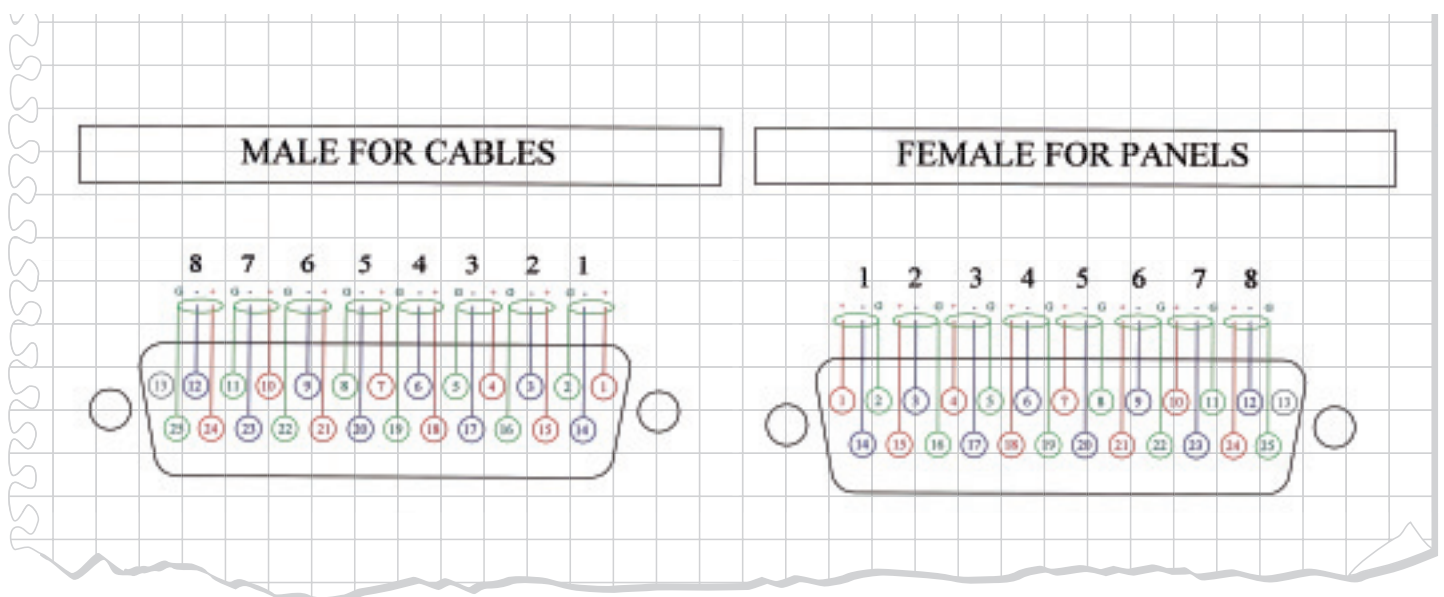 MALE FOR CABLES
8 7 6 5 4 3 2 1
G - + G - + G - + G - + G - + G - + G - + G - +
13 12 11 10 9 8 7 6 5 4 3 2 1
25 24 23 22 21 20 19 18 17 16 15 14
FEMALE FOR PANELS
1 2 3 4 5 6 7 8
+ - G + - G + - G + - G + - G + - G + - G + - G
1 2 3 4 5 6 7 8 9 10 11 12 13
14 15 16 17 18 19 20 21 22 23 24 25